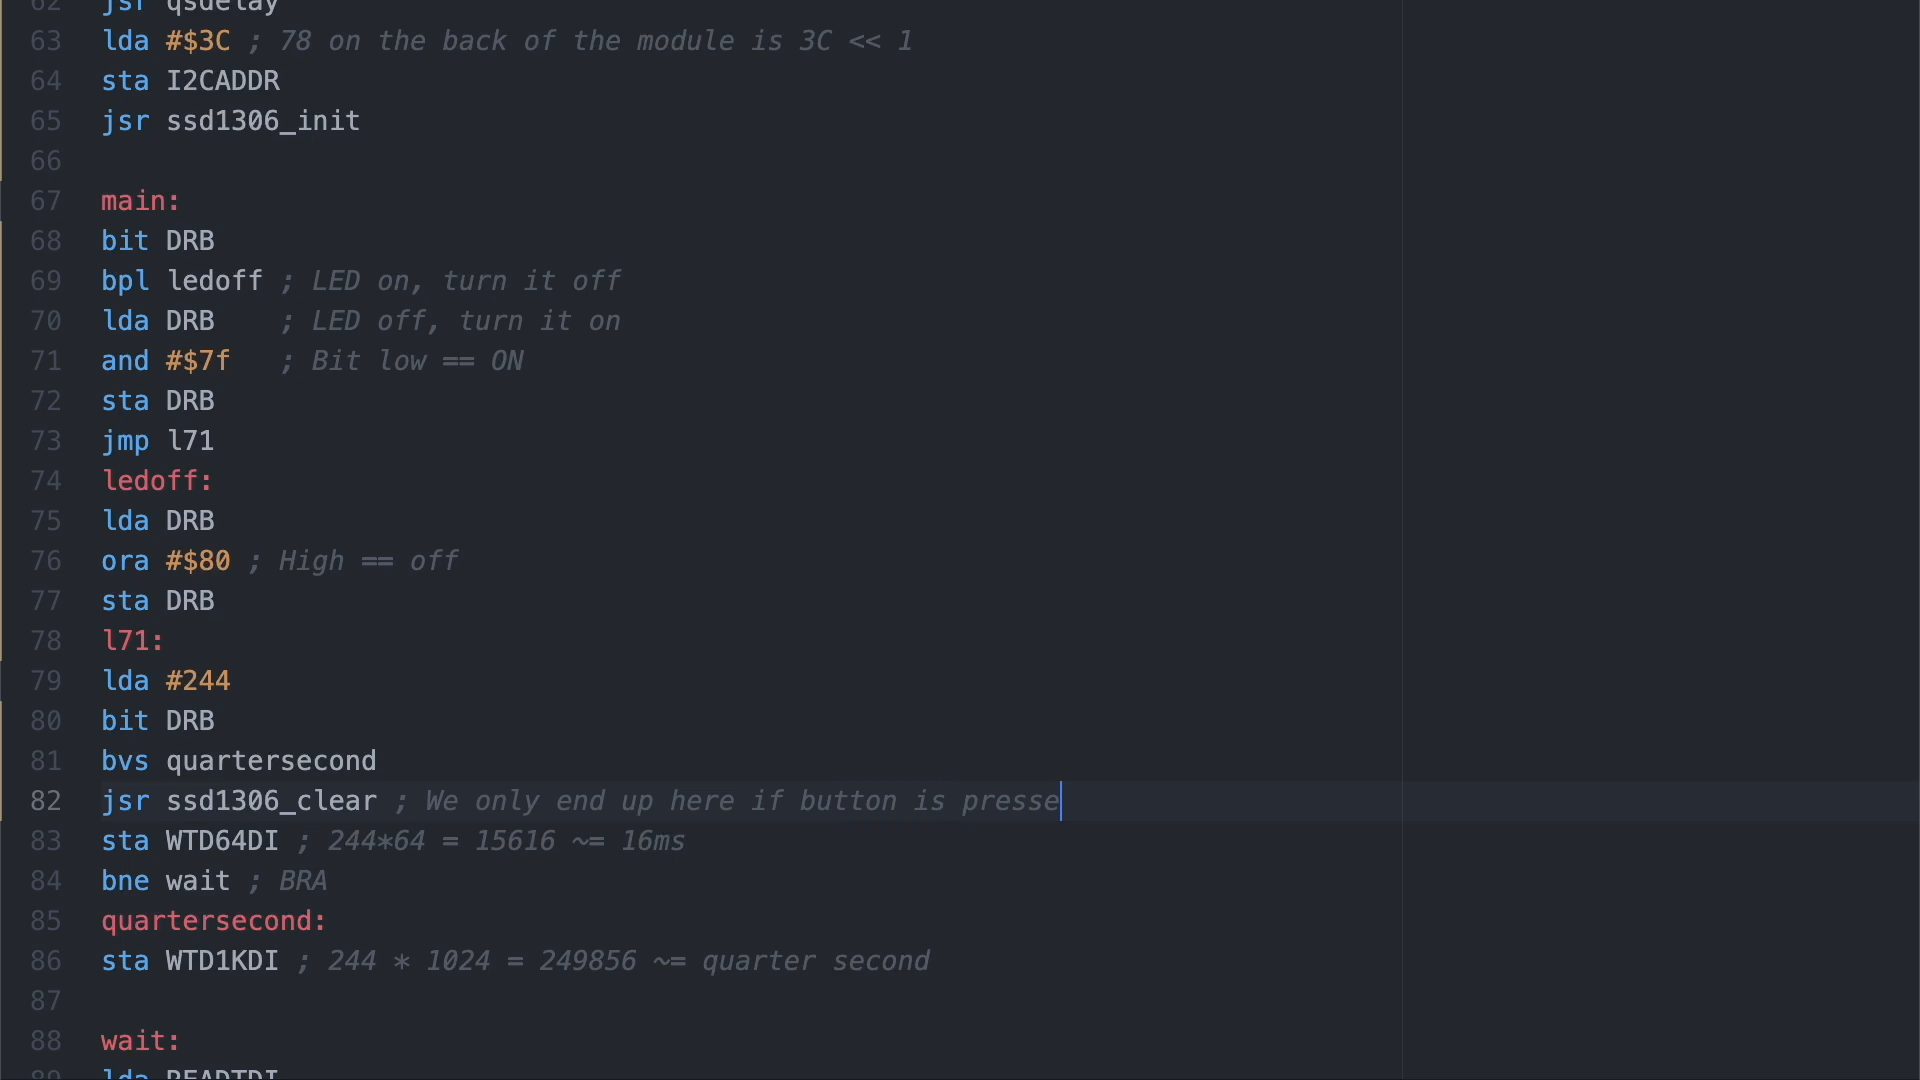 62 jsr qsdelay
63 lda #$3C ; 78 on the back of the module is 3C << 1
64 sta I2CADDR
65 jsr ssd1306_init
66
67 main:
68 bit DRB
69 bpl ledoff ; LED on, turn it off
70 lda DRB    ; LED off, turn it on
71 and #$7f   ; Bit low == ON
72 sta DRB
73 jmp l71
74 ledoff:
75 lda DRB
76 ora #$80 ; High == off
77 sta DRB
78 l71:
79 lda #244
80 bit DRB
81 bvs quartersecond
82 jsr ssd1306_clear ; We only end up here if button is presse
83 sta WTD64DI ; 244*64 = 15616 ~= 16ms
84 bne wait ; BRA
85 quartersecond:
86 sta WTD1KDI ; 244 * 1024 = 249856 ~= quarter second
87
88 wait:
89 lda READTDI